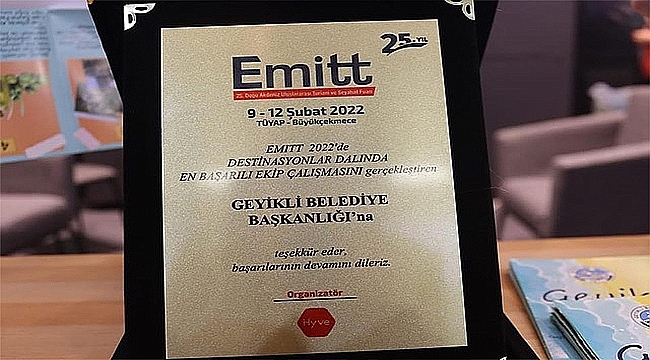 25.YIL
Emitt
25. Doğu Akdeniz Uluslararası Turizm ve Seyahat Fuarı
9 - 12 Şubat 2022
TÜYAP - Büyükçekmece
EMITT 2022'de
DESTİNASYONLAR DALINDA
EN BAŞARILI EKİP ÇALIŞMASINI gerçekleştiren
GEYİKLİ BELEDİYE
BAŞKANLIĞI'na
teşekkür eder,
başarılarının devamını dileriz.
Organizatör
Hyve